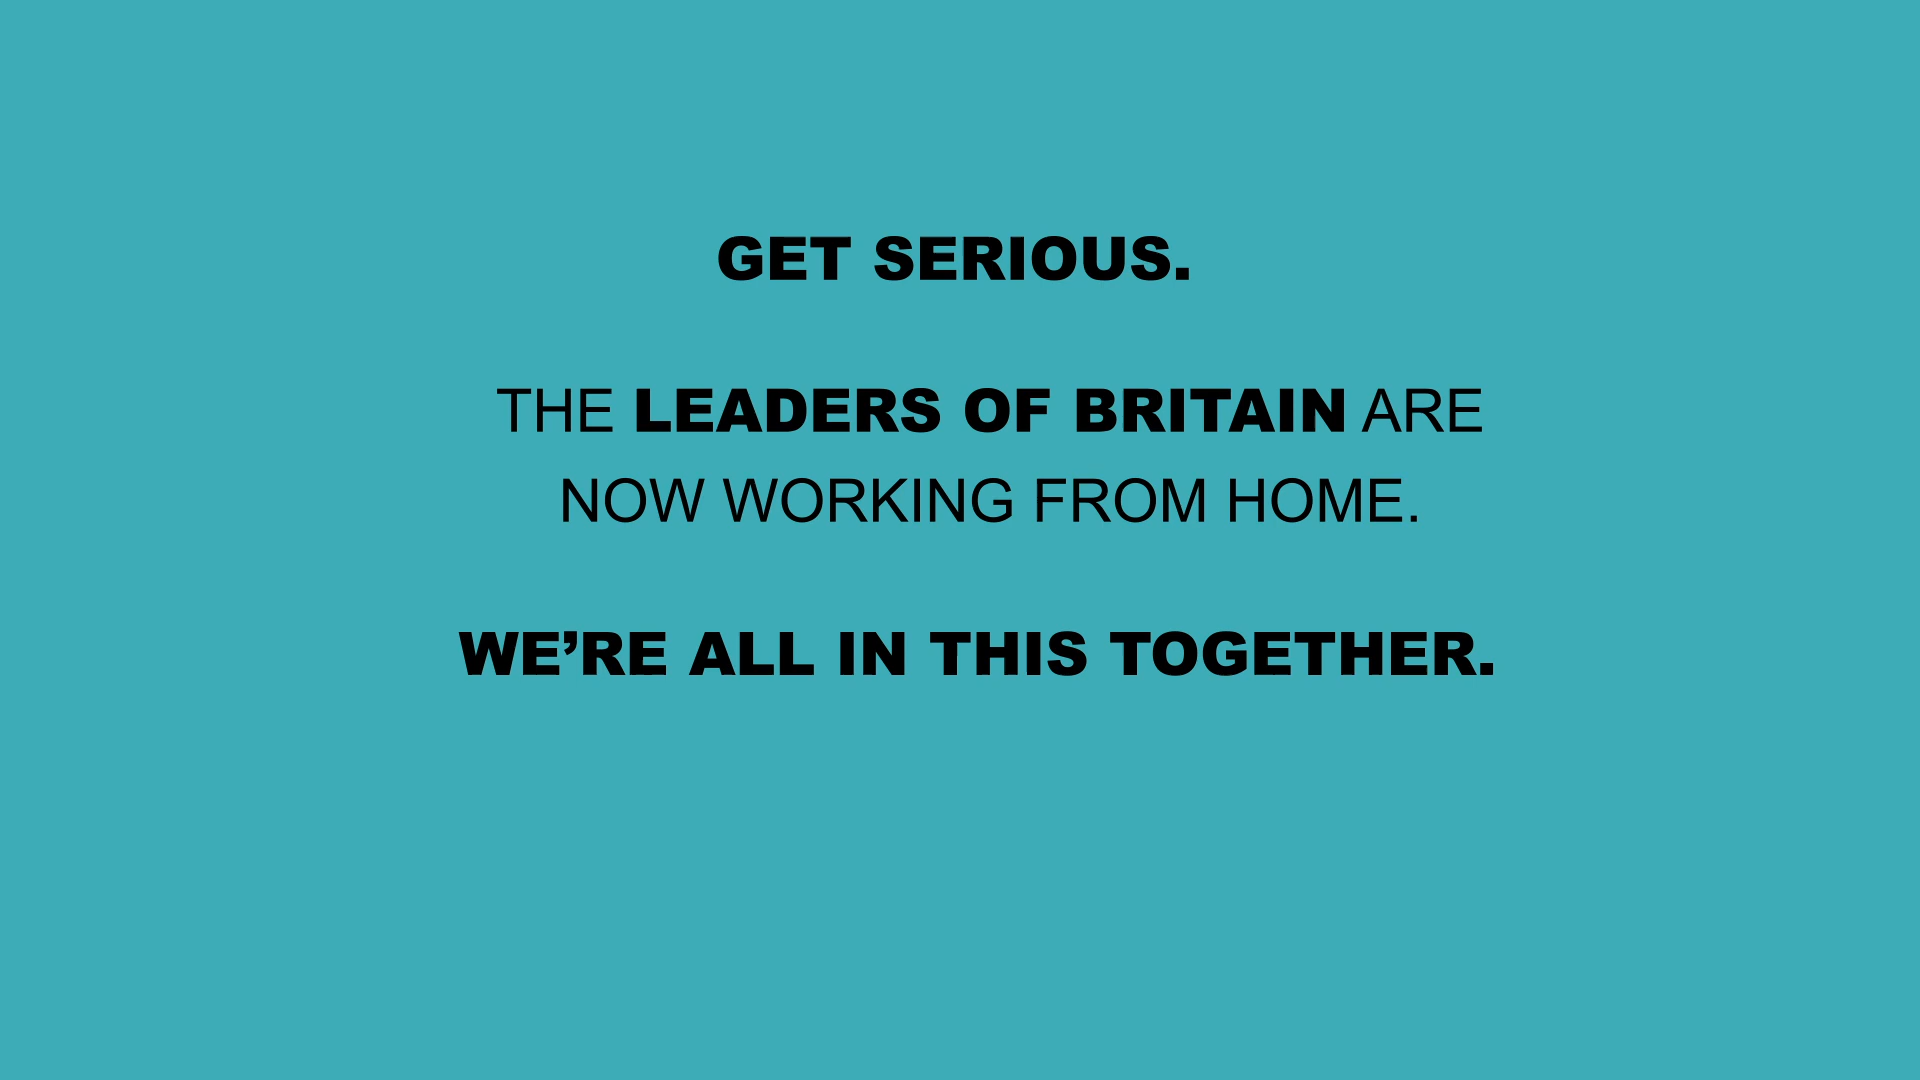 GET SERIOUS.
THE LEADERS OF BRITAIN ARE
NOW WORKING FROM HOME.
WE’RE ALL IN THIS TOGETHER.